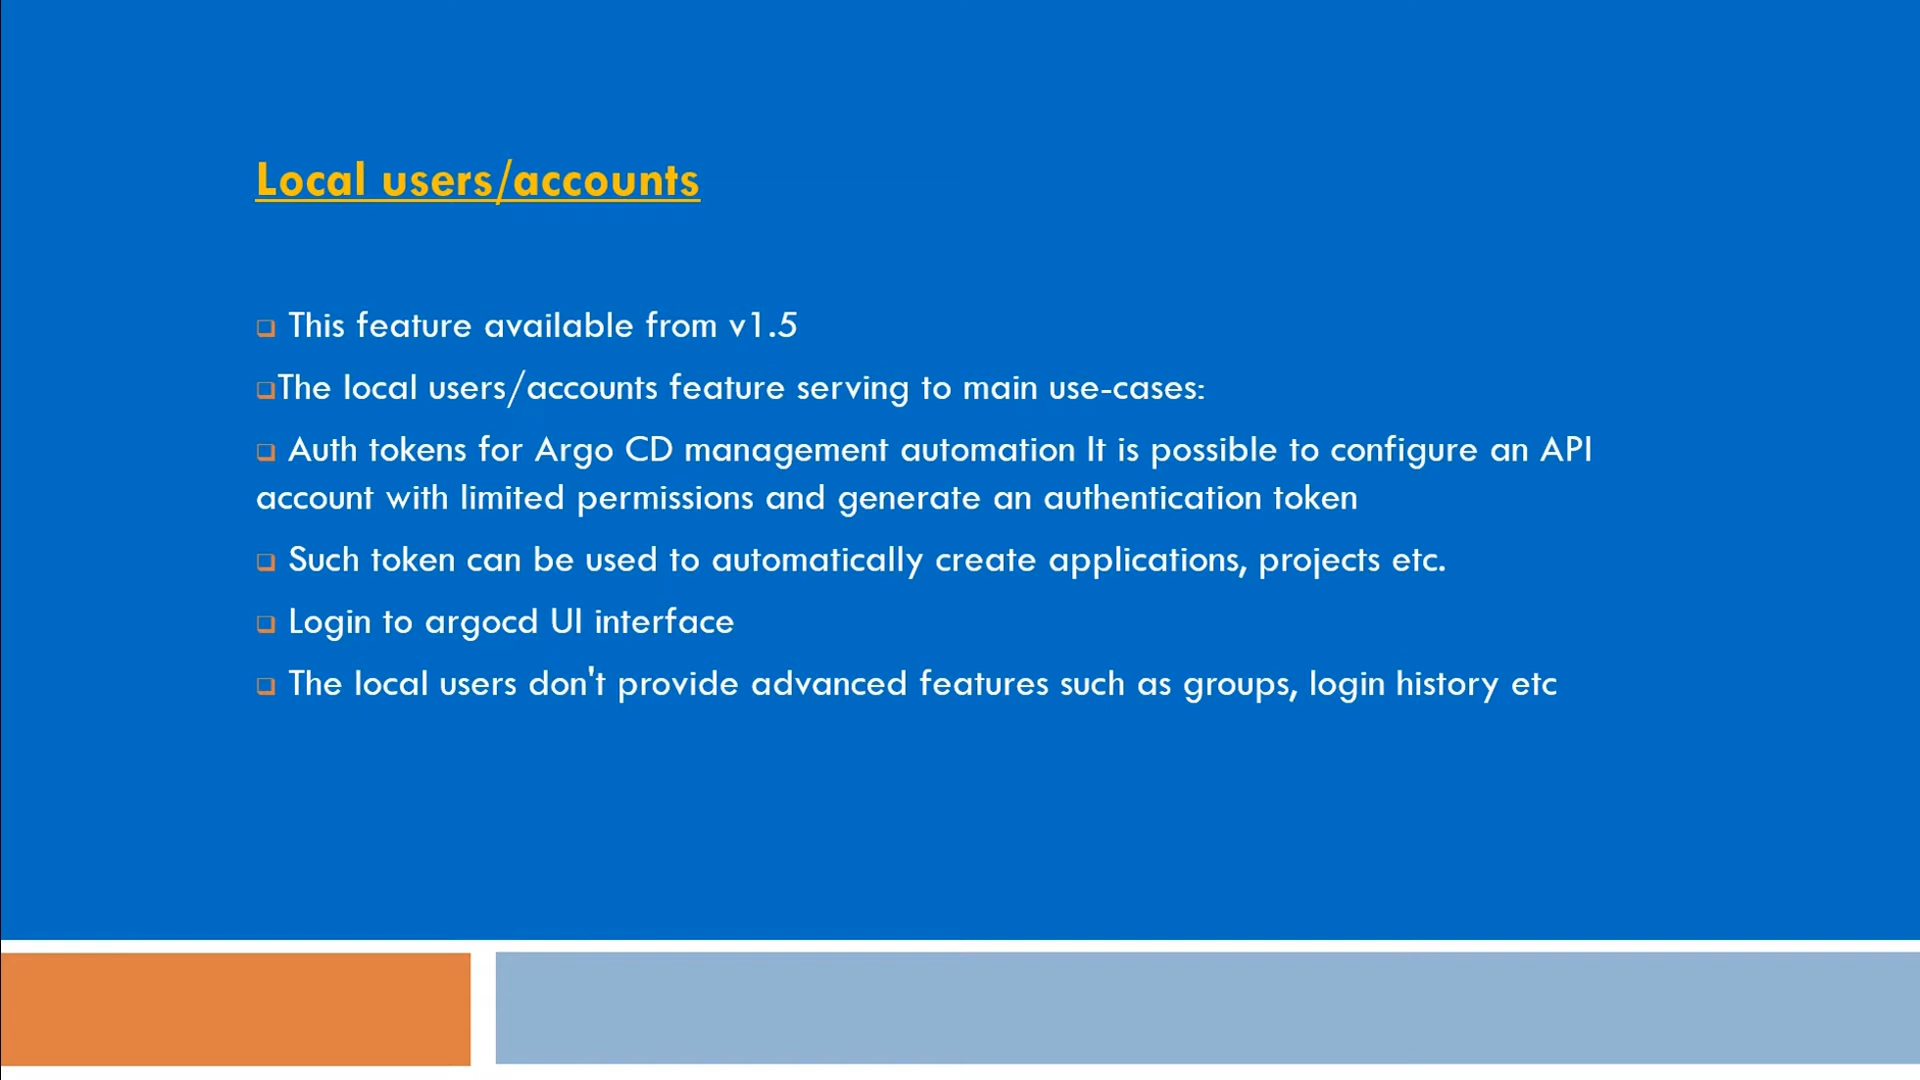 Local users/accounts
This feature available from v1.5
The local users/accounts feature serving to main use-cases:
Auth tokens for Argo CD management automation It is possible to configure an API
account with limited permissions and generate an authentication token
Such token can be used to automatically create applications, projects etc.
Login to argocd UI interface
The local users don't provide advanced features such as groups, login history etc